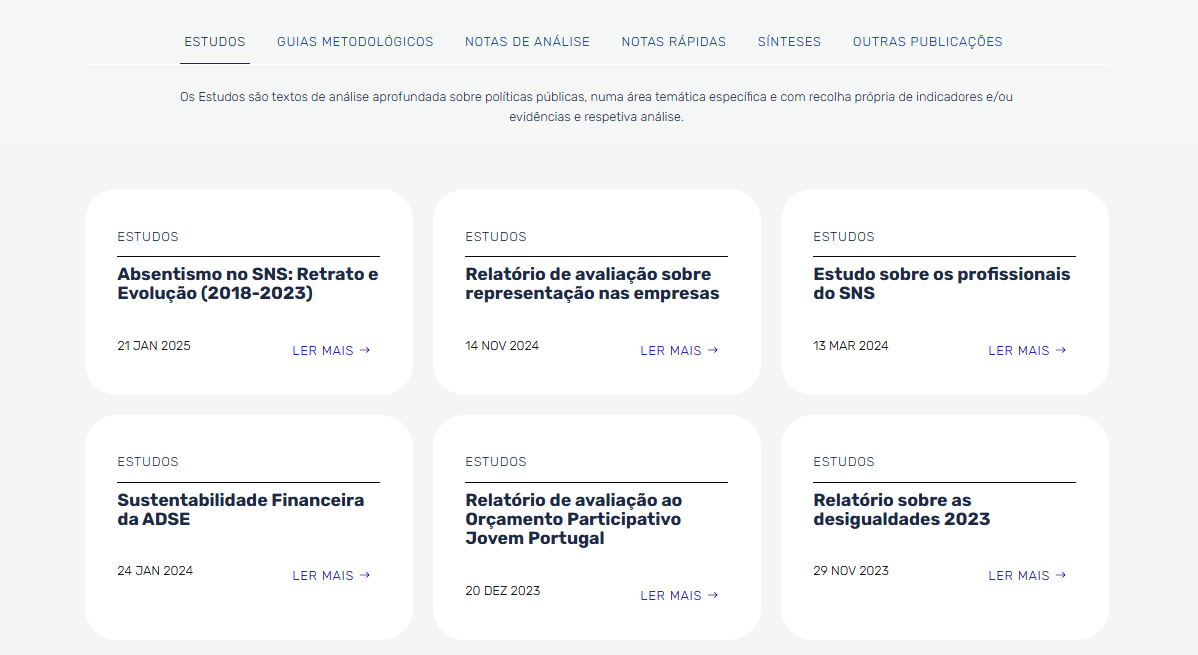 ESTUDOS
GUIAS METODOLÓGICOS
NOTAS DE ANÁLISE
NOTAS RÁPIDAS
SÍNTESES
OUTRAS PUBLICAÇÕES
Os Estudos são textos de análise aprofundada sobre políticas públicas, numa área temática específica e com recolha própria de indicadores e/ou
evidências e respetiva análise.
ESTUDOS
Absentismo no SNS: Retrato e
Evolução (2018-2023)
21 JAN 2025
LER MAIS →
ESTUDOS
Relatório de avaliação sobre
representação nas empresas
14 NOV 2024
LER MAIS →
ESTUDOS
Estudo sobre os profissionais
do SNS
13 MAR 2024
LER MAIS →
ESTUDOS
Sustentabilidade Financeira
da ADSE
24 JAN 2024
LER MAIS →
ESTUDOS
Relatório de avaliação ao
Orçamento Participativo
Jovem Portugal
20 DEZ 2023
LER MAIS →
ESTUDOS
Relatório sobre as
desigualdades 2023
29 NOV 2023
LER MAIS →